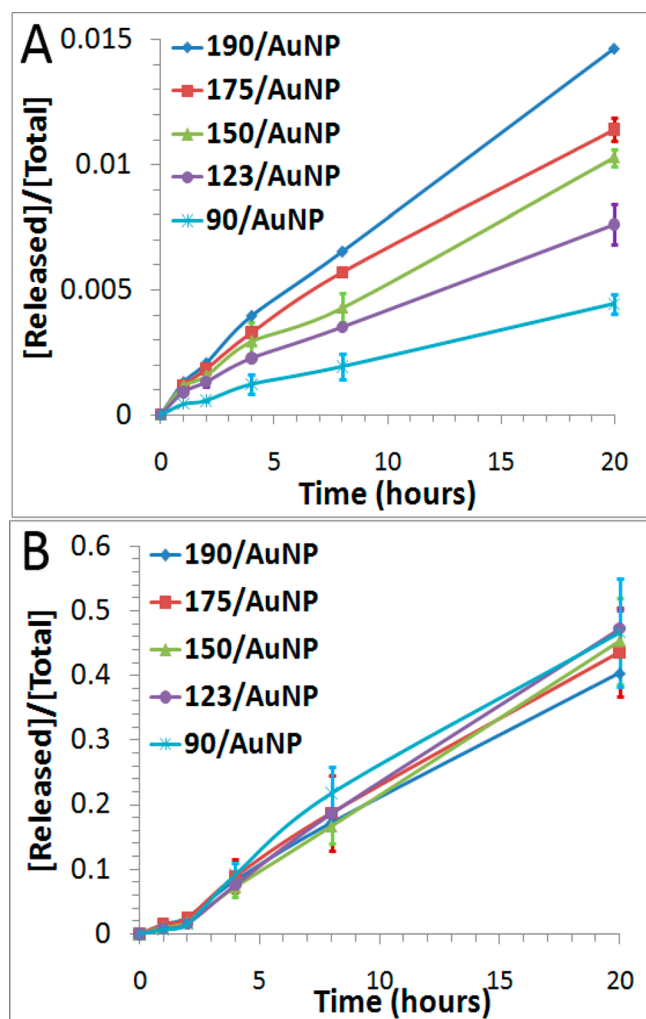 A
0.015
0.01
0.005
0
[Released]/[Total]
190/AuNP
175/AuNP
150/AuNP
123/AuNP
90/AuNP
0 5 10 15 20
Time (hours)
B
0.6
0.5
0.4
0.3
0.2
0.1
0
[Released]/[Total]
190/AuNP
175/AuNP
150/AuNP
123/AuNP
90/AuNP
0 5 10 15 20
Time (hours)